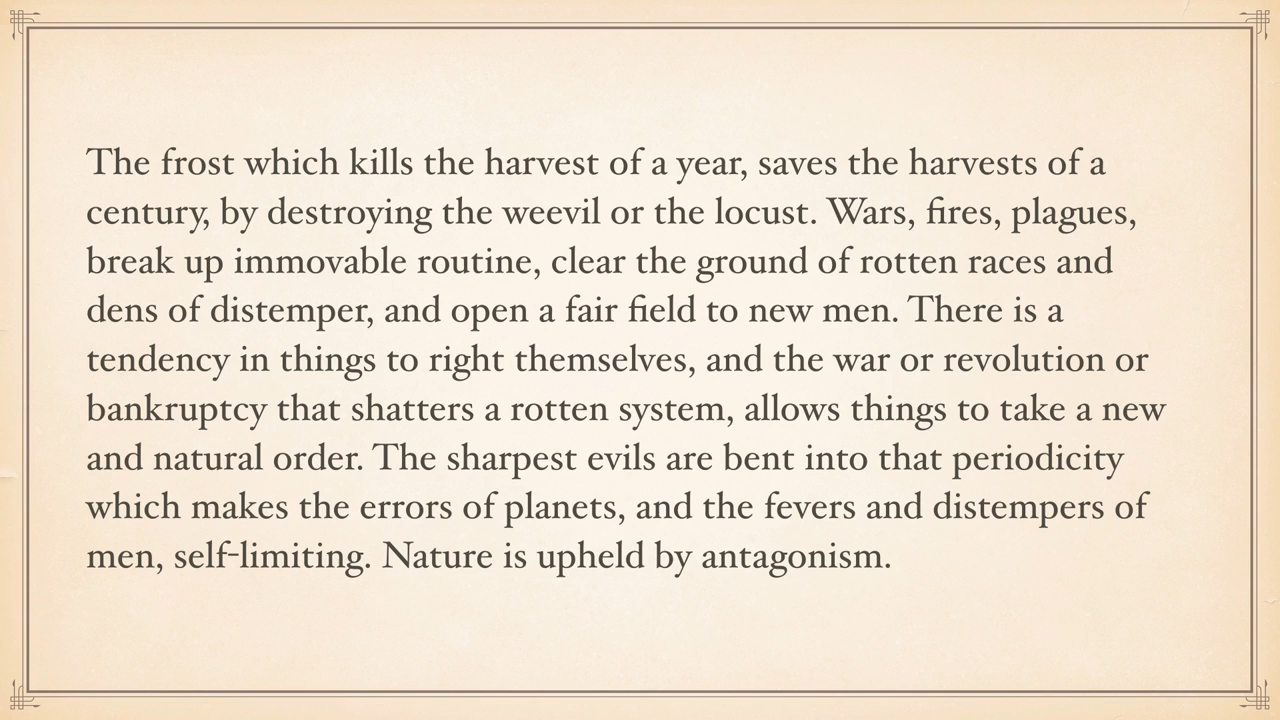 The frost which kills the harvest of a year, saves the harvests of a
century, by destroying the weevil or the locust. Wars, fires, plagues,
break up immovable routine, clear the ground of rotten races and
dens of distemper, and open a fair field to new men. There is a
tendency in things to right themselves, and the war or revolution or
bankruptcy that shatters a rotten system, allows things to take a new
and natural order. The sharpest evils are bent into that periodicity
which makes the errors of planets, and the fevers and distempers of
men, self-limiting. Nature is upheld by antagonism.